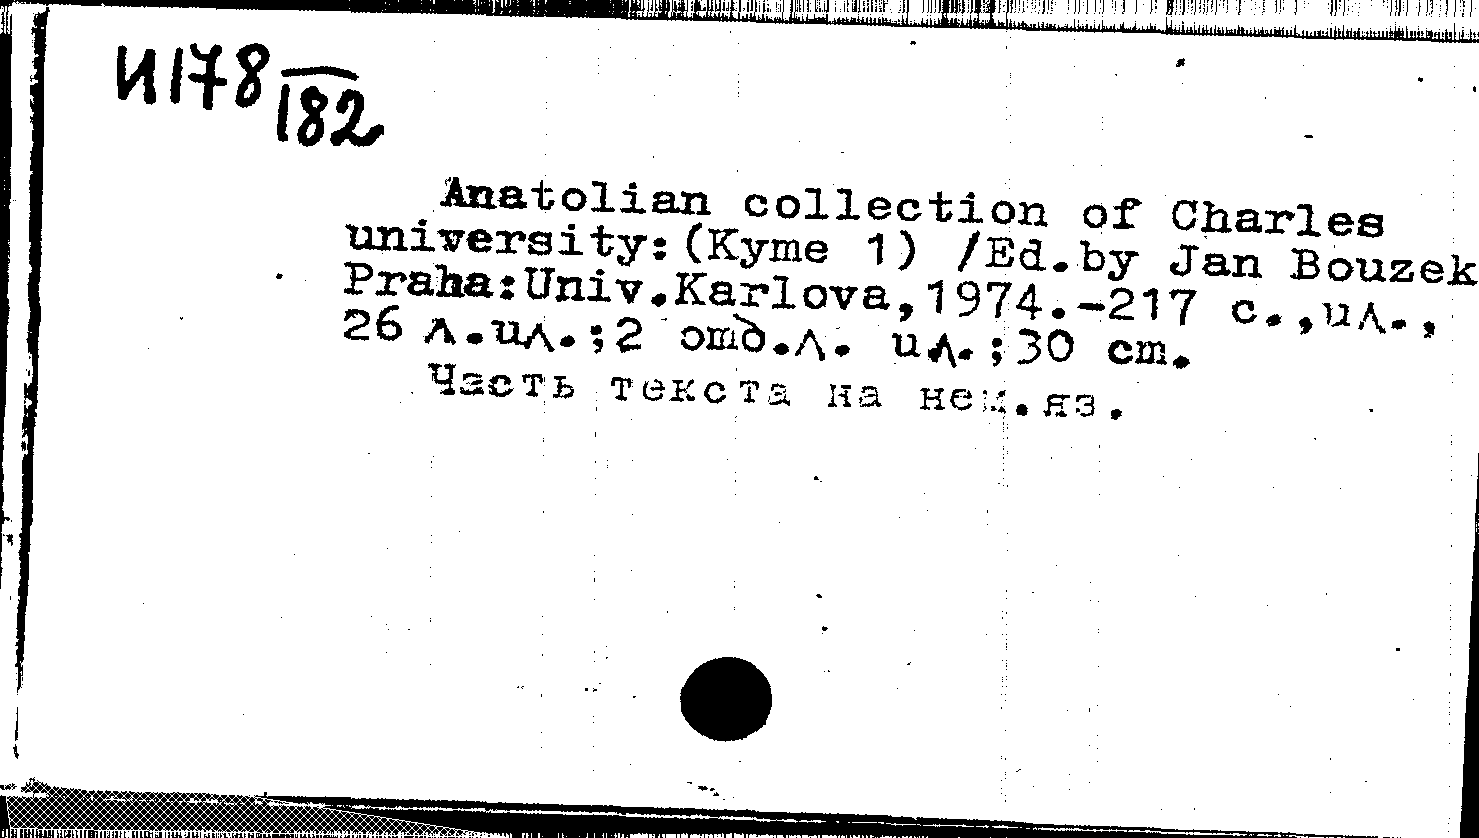 И178
182
Anatolian collection of Charles
university:(Kyme 1) /Ed.by Jan Bouzek
Praha:Univ.Karlova,1974.-217 с.,ил.,
26 л.ил.;2 отд.л. ил.;30 cm.
Часть текста на нем.яз.